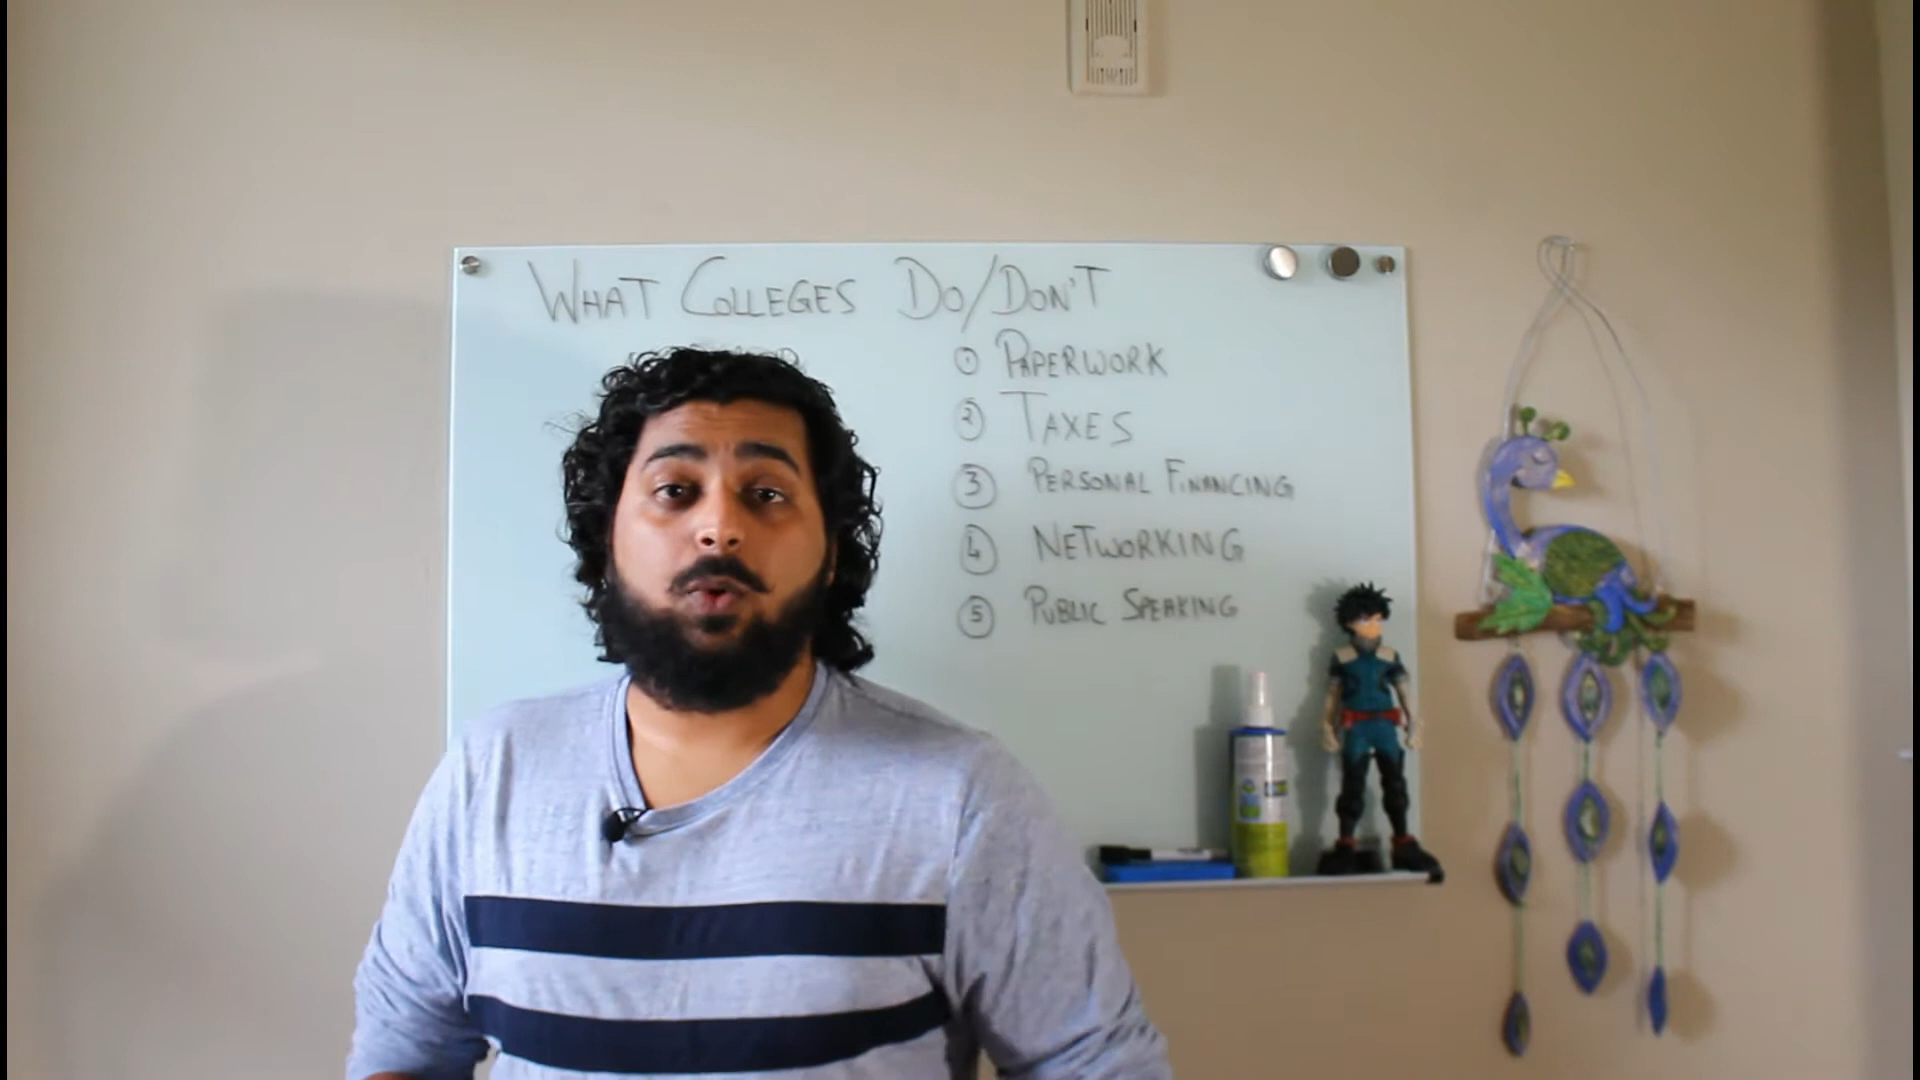 WHAT COLLEGES DO/DON'T
① PAPERWORK
② TAXES
③ PERSONAL FINANCING
④ NETWORKING
⑤ PUBLIC SPEAKING